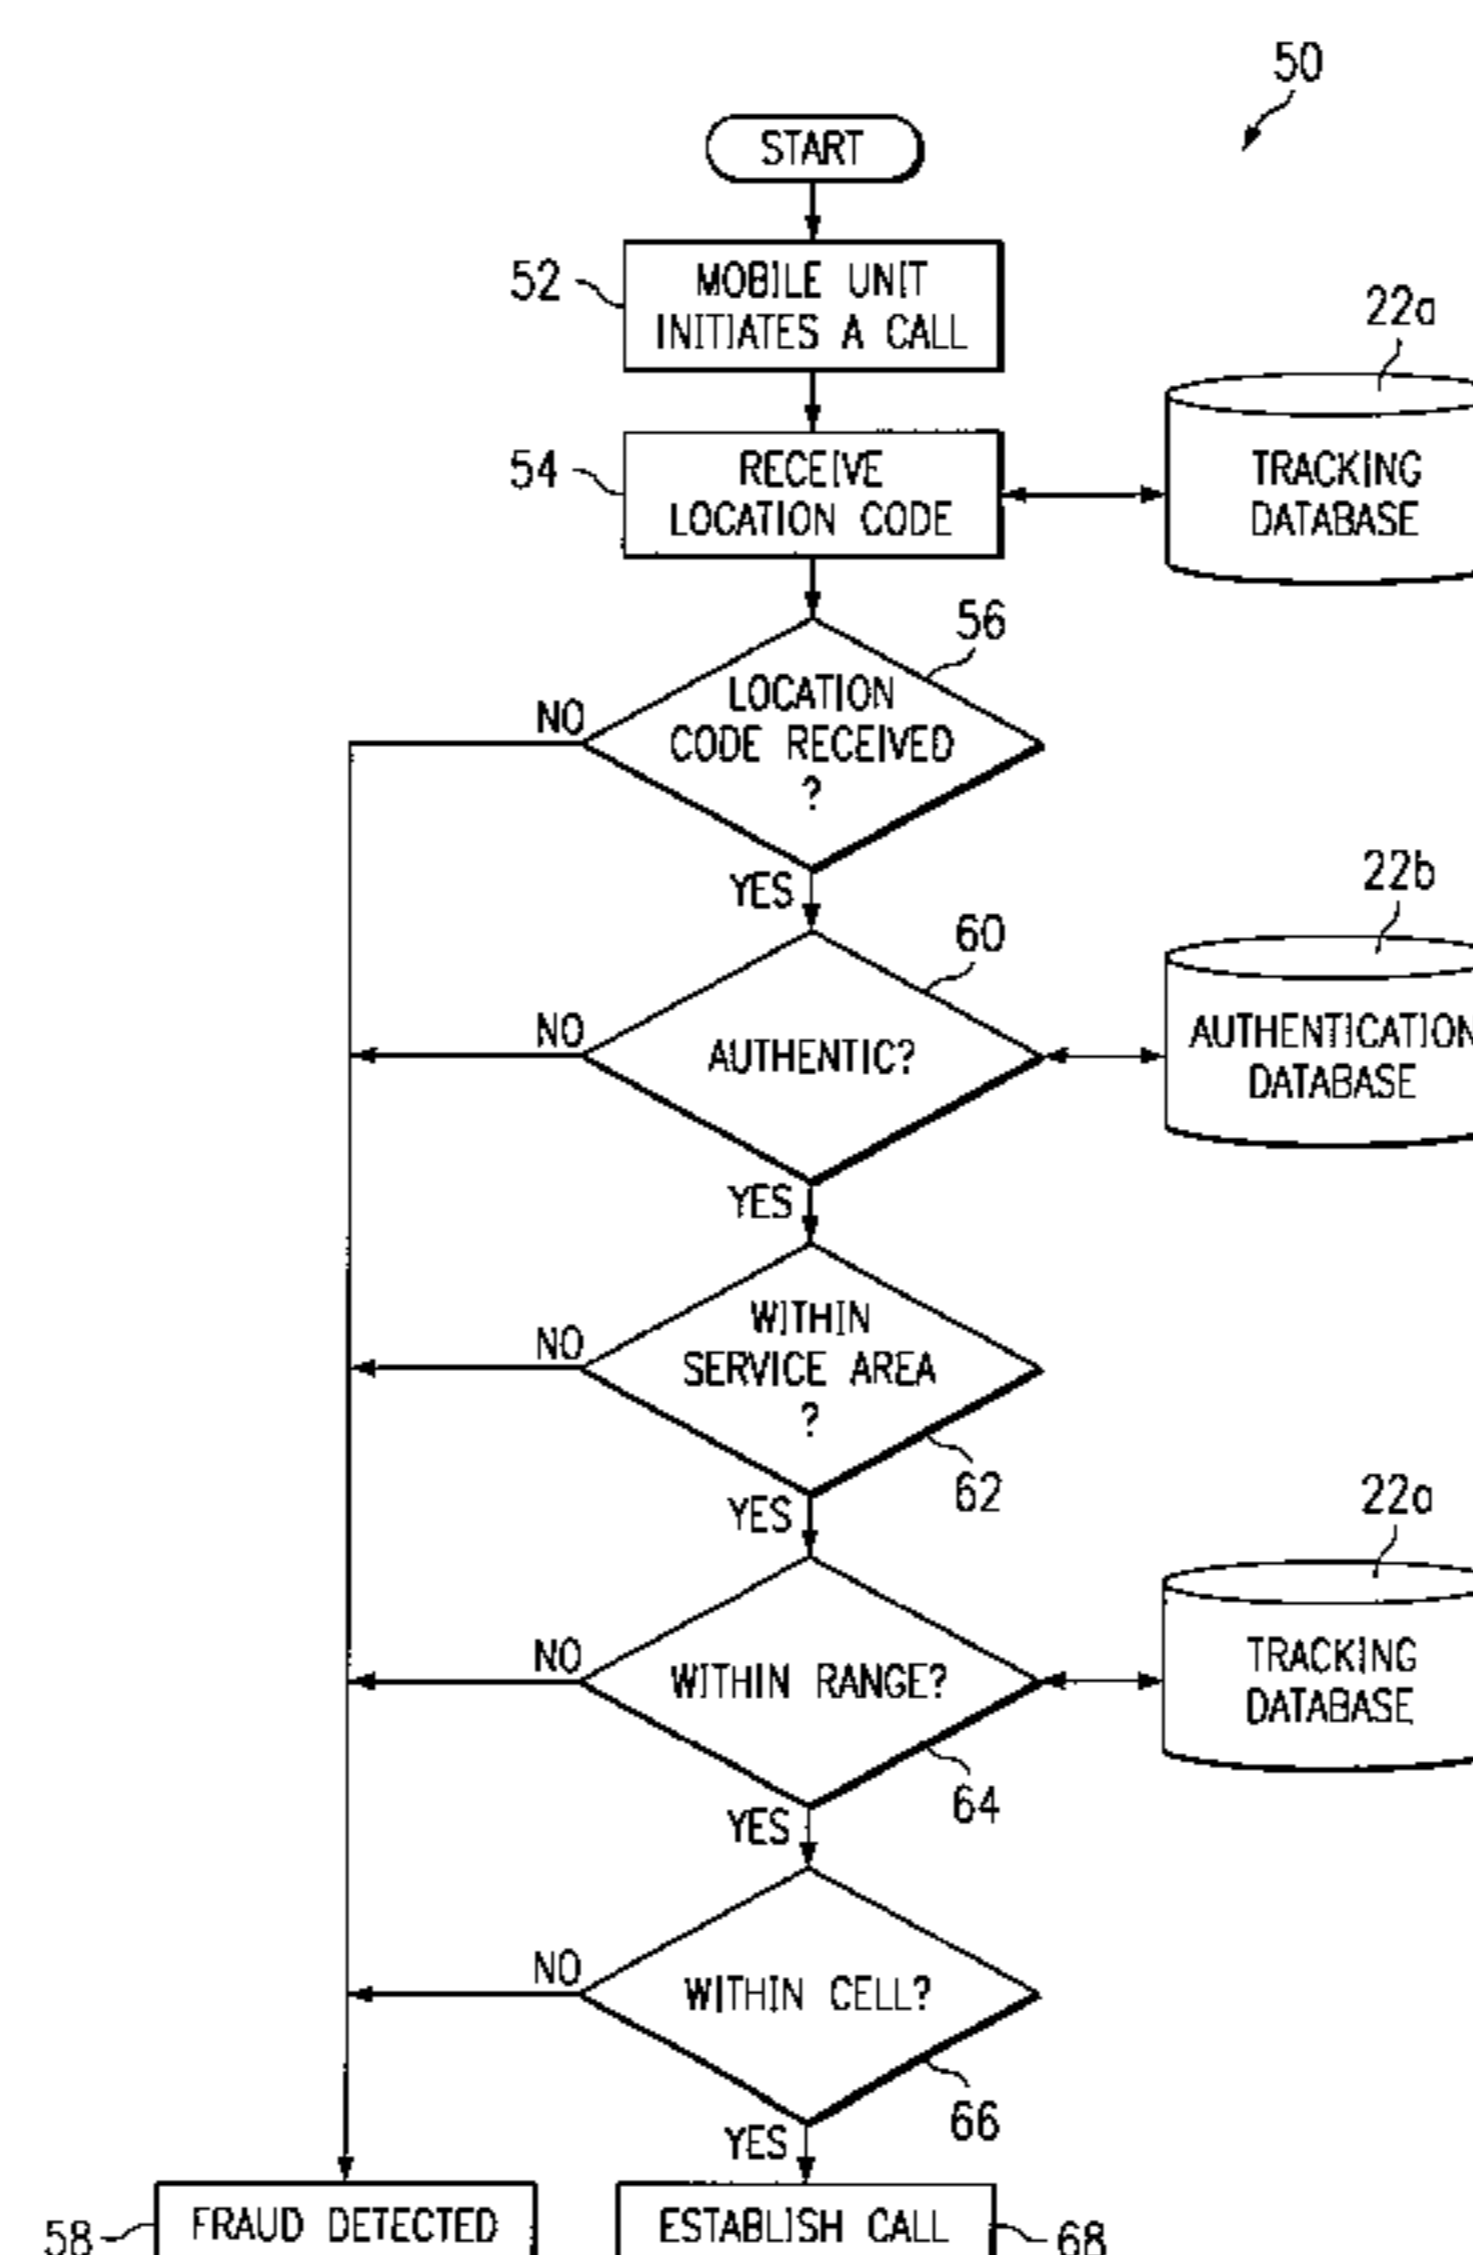 50
START
52
MOBILE UNIT
INITIATES A CALL
22a
54
RECEIVE
LOCATION CODE
TRACKING
DATABASE
56
LOCATION
CODE RECEIVED
?
NO
YES
22b
60
AUTHENTIC?
NO
AUTHENTICATION
DATABASE
YES
WITHIN
SERVICE AREA
?
NO
62
YES
22a
WITHIN RANGE?
NO
TRACKING
DATABASE
64
YES
WITHIN CELL?
NO
66
YES
58
FRAUD DETECTED
ESTABLISH CALL
68